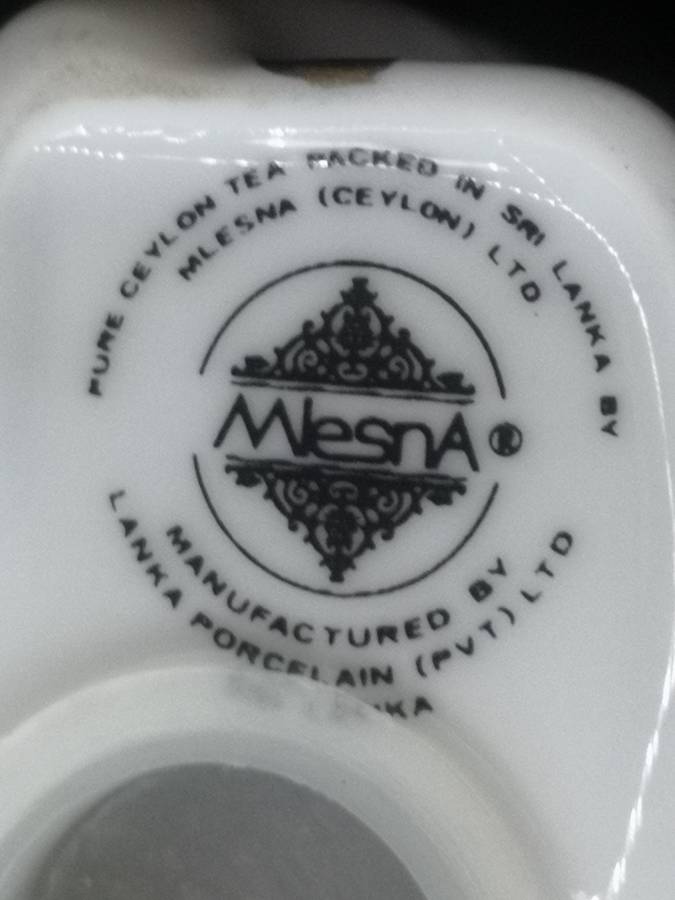 PURE CEYLON TEA PACKED IN SRI LANKA BY
MLESNA (CEYLON) LTD
MlesnA ®
MANUFACTURED BY
LANKA PORCELAIN (PVT) LTD